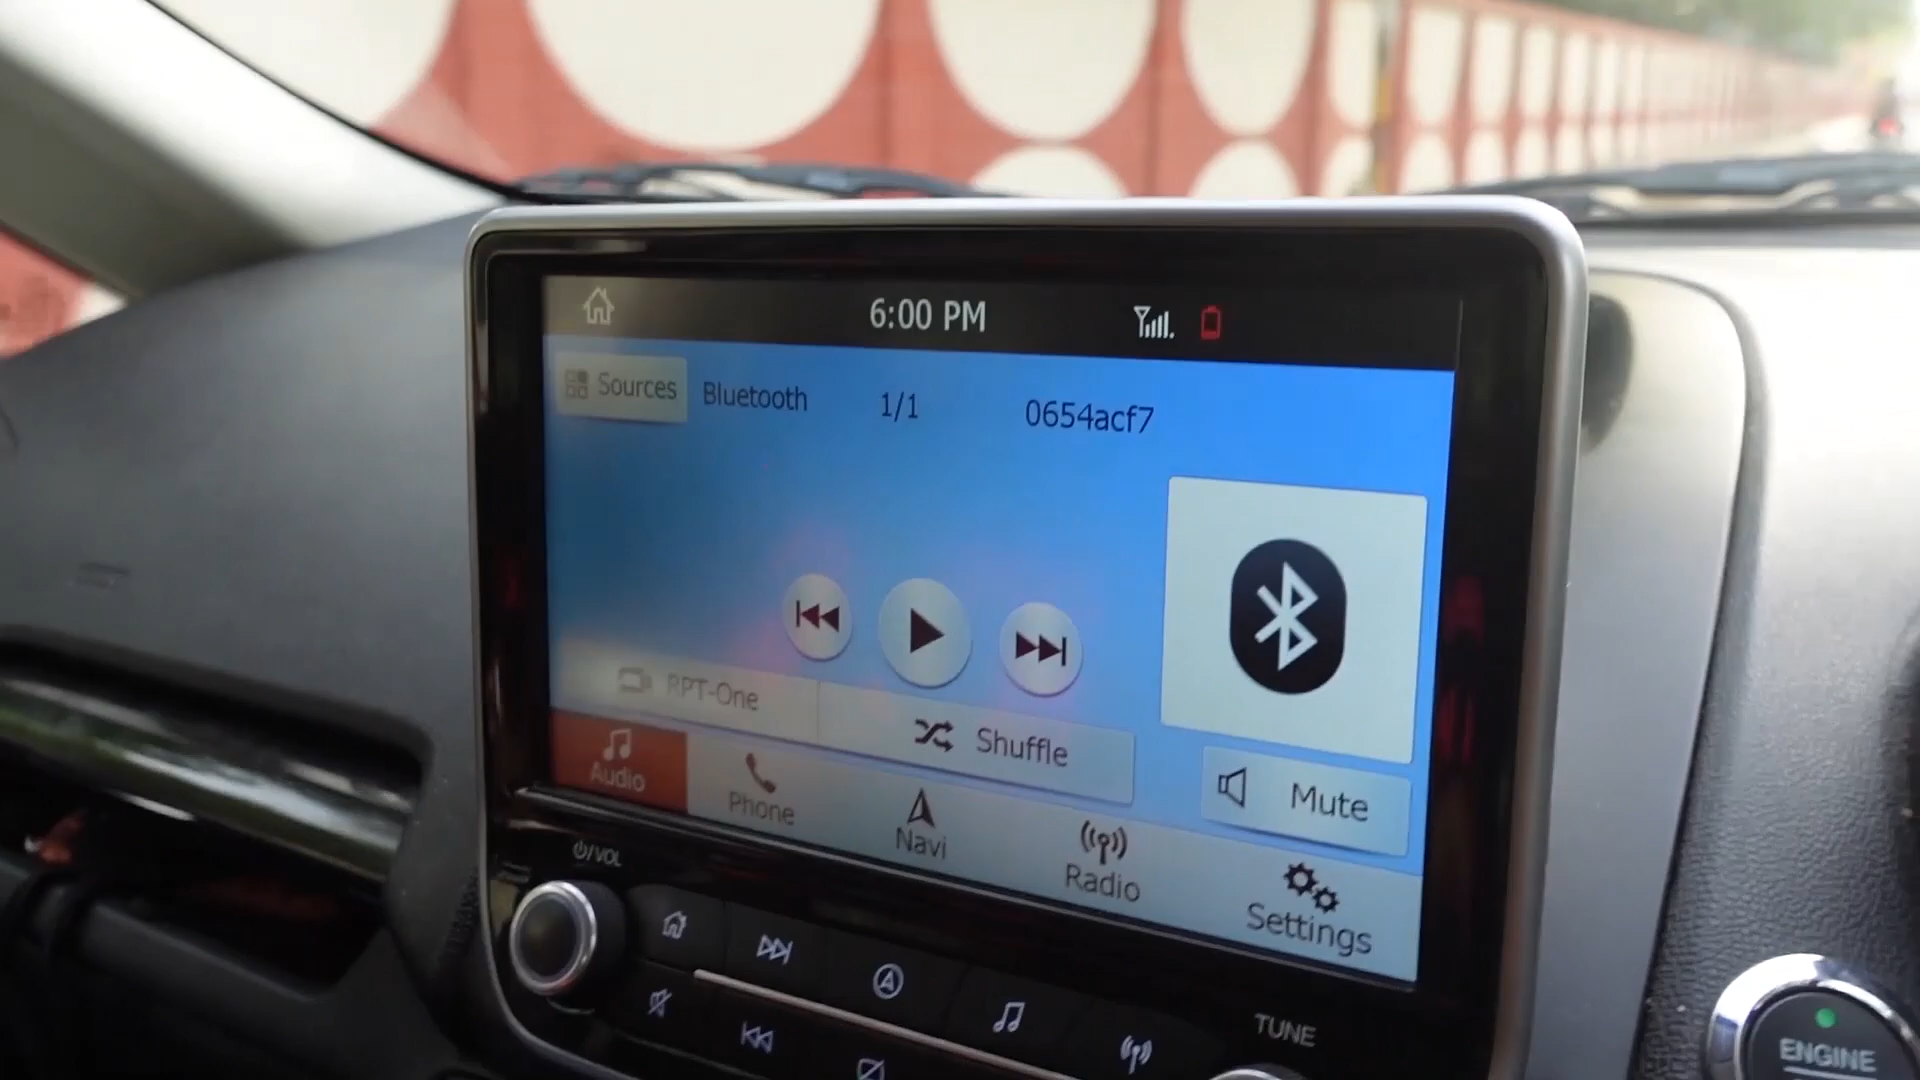 6:00 PM
Sources Bluetooth 1/1 0654acf7
RPT-One Shuffle
Mute
Audio Phone Navi Radio Settings
/VOL
TUNE
ENGINE